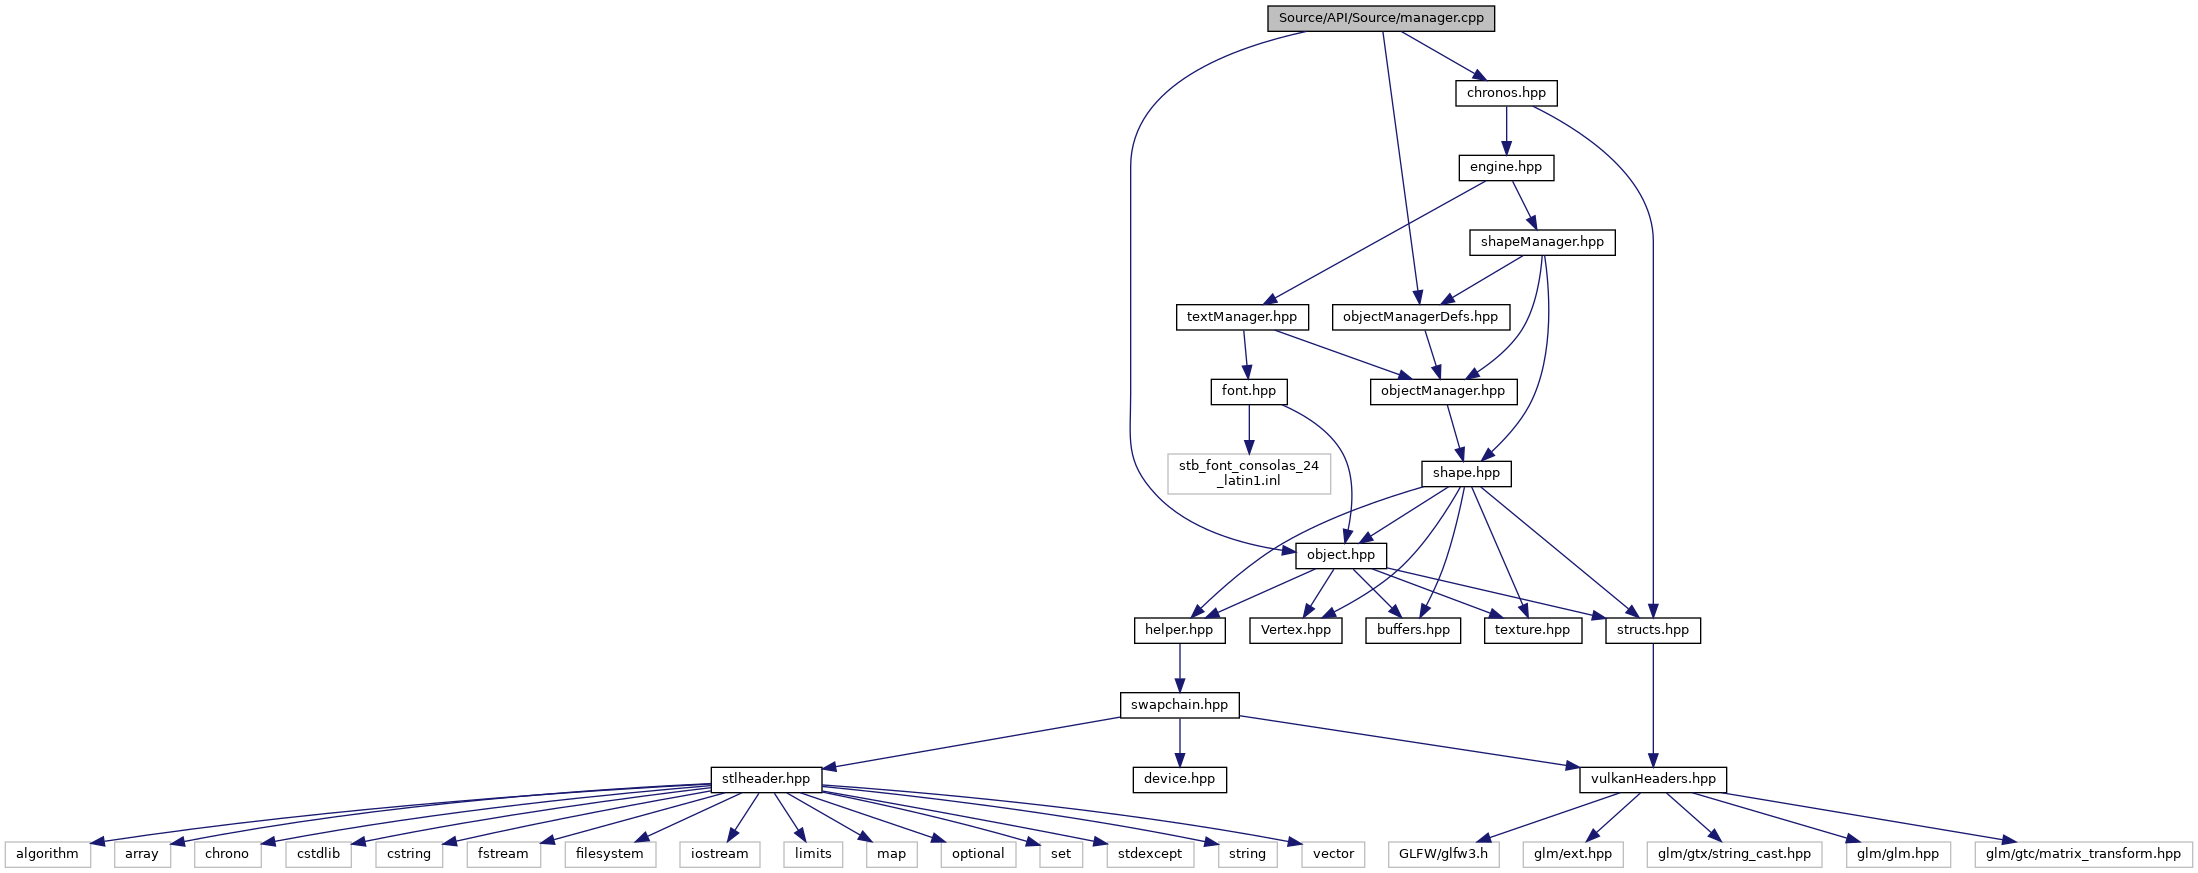 Source/API/Source/manager.cpp
chronos.hpp
engine.hpp
shapeManager.hpp
textManager.hpp
objectManagerDefs.hpp
font.hpp
objectManager.hpp
stb_font_consolas_24
_latin1.inl
shape.hpp
object.hpp
helper.hpp
Vertex.hpp
buffers.hpp
texture.hpp
structs.hpp
swapchain.hpp
stlheader.hpp
device.hpp
vulkanHeaders.hpp
algorithm
array
chrono
cstdlib
cstring
fstream
filesystem
iostream
limits
map
optional
set
stdexcept
string
vector
GLFW/glfw3.h
glm/ext.hpp
glm/gtx/string_cast.hpp
glm/glm.hpp
glm/gtc/matrix_transform.hpp